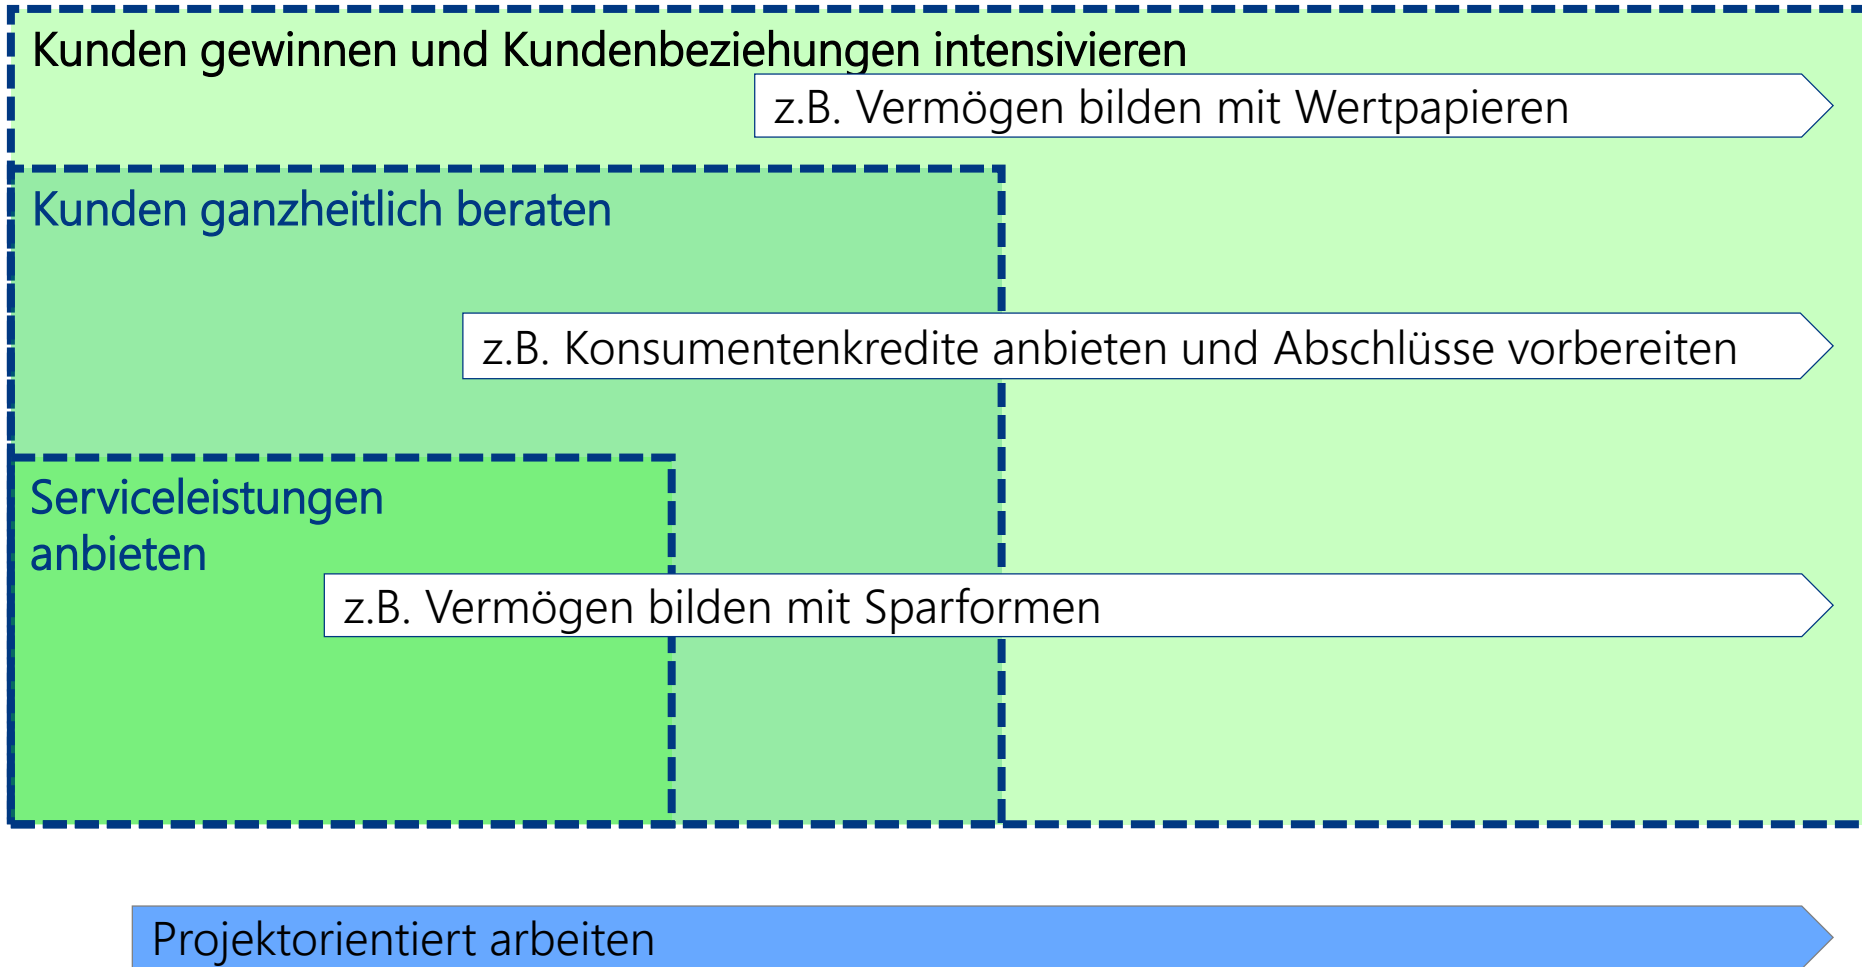 Kunden gewinnen und Kundenbeziehungen intensivieren
z.B. Vermögen bilden mit Wertpapieren
Kunden ganzheitlich beraten
z.B. Konsumentenkredite anbieten und Abschlüsse vorbereiten
Serviceleistungen
anbieten
z.B. Vermögen bilden mit Sparformen
Projektorientiert arbeiten